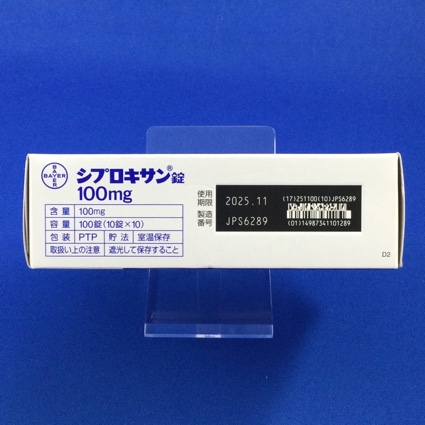 BAYER
BAYER
シプロキサン®錠
100mg
含量 100mg
容量 100錠(10錠×10)
包装 PTP 貯法 室温保存
取扱い上の注意 遮光して保存すること
使用期限 2025.11
製造番号 JPS6289
(17)251100(10)JPS6289
(01)14987341101289
D2